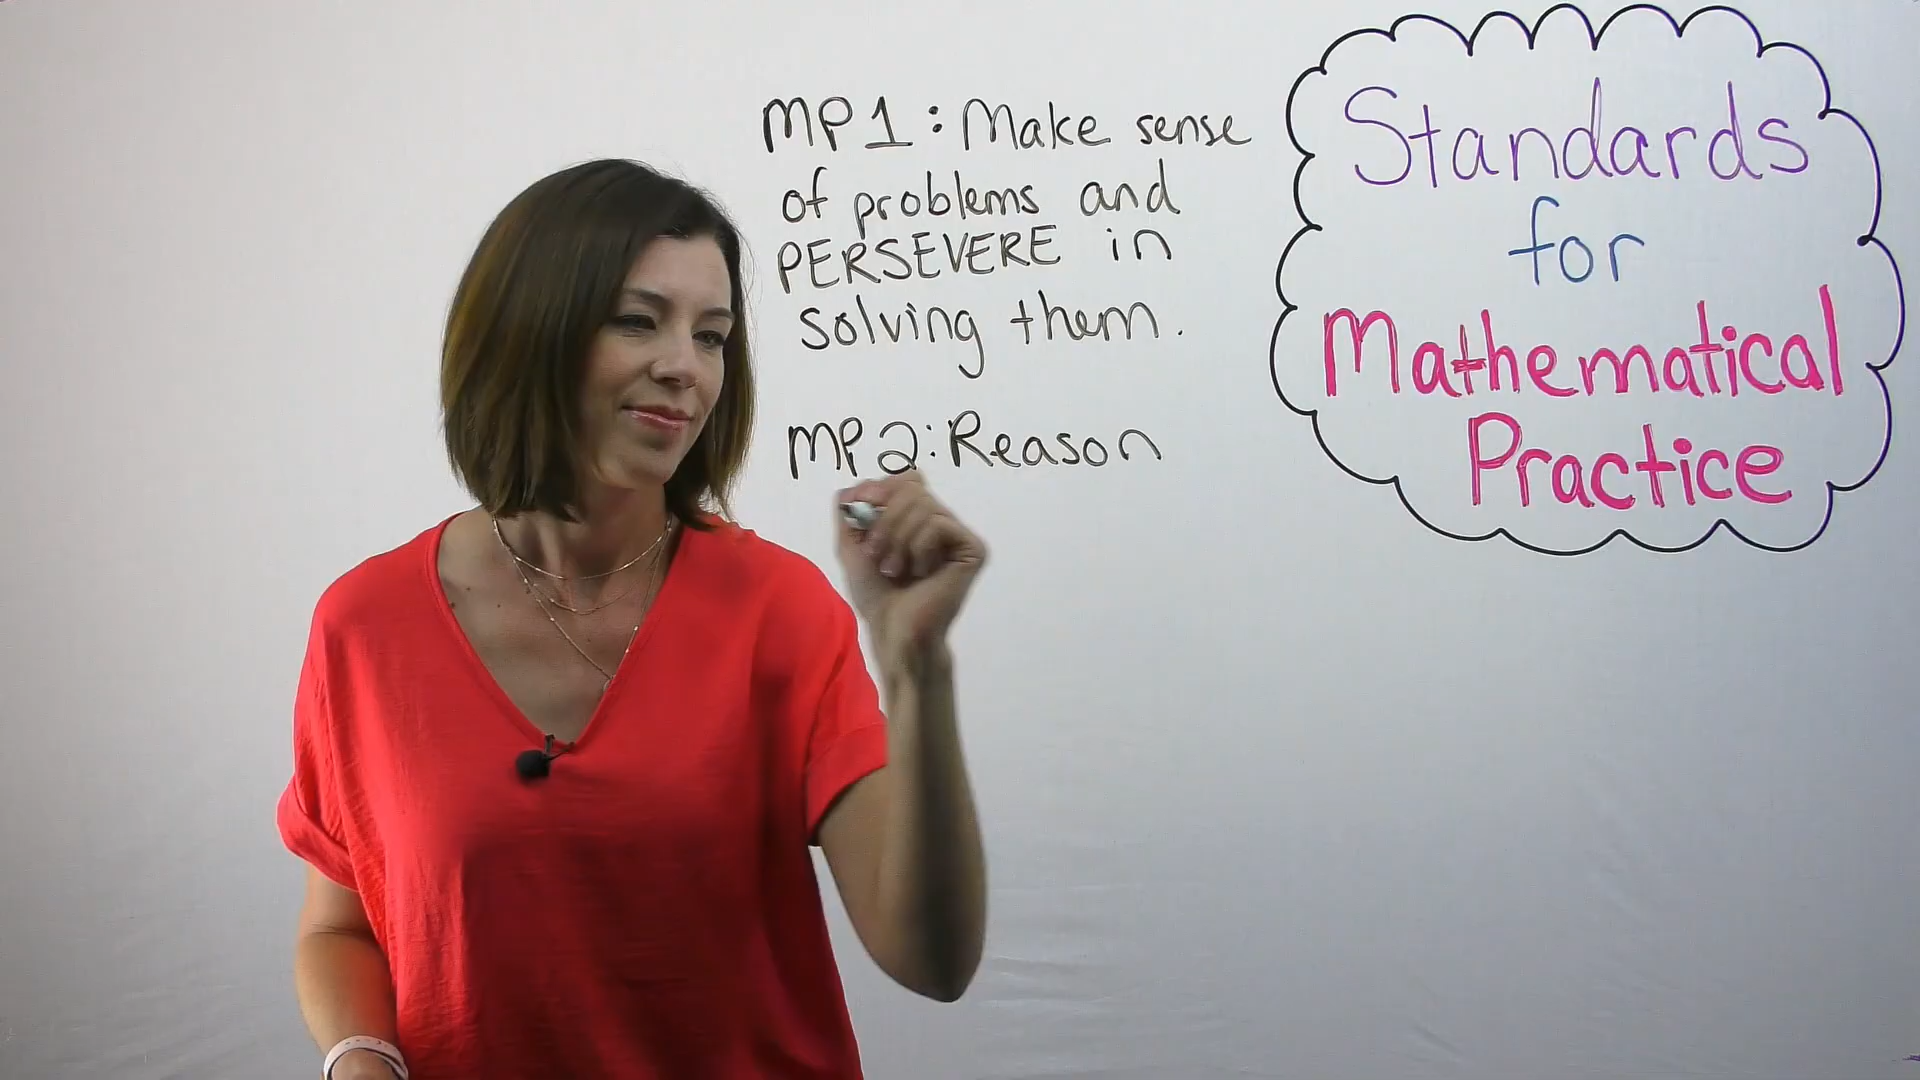 MP1: Make sense
of problems and
PERSEVERE in
solving them.
MP2: Reason
Standards
for
Mathematical
Practice